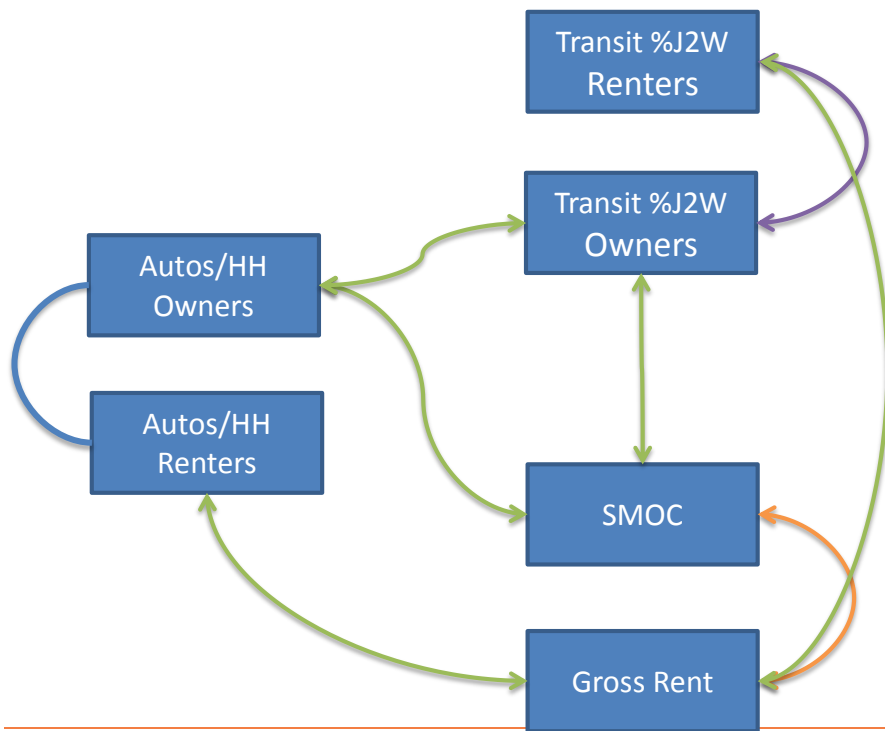 Transit %J2W
Renters
Transit %J2W
Owners
Autos/HH
Owners
Autos/HH
Renters
SMOC
Gross Rent